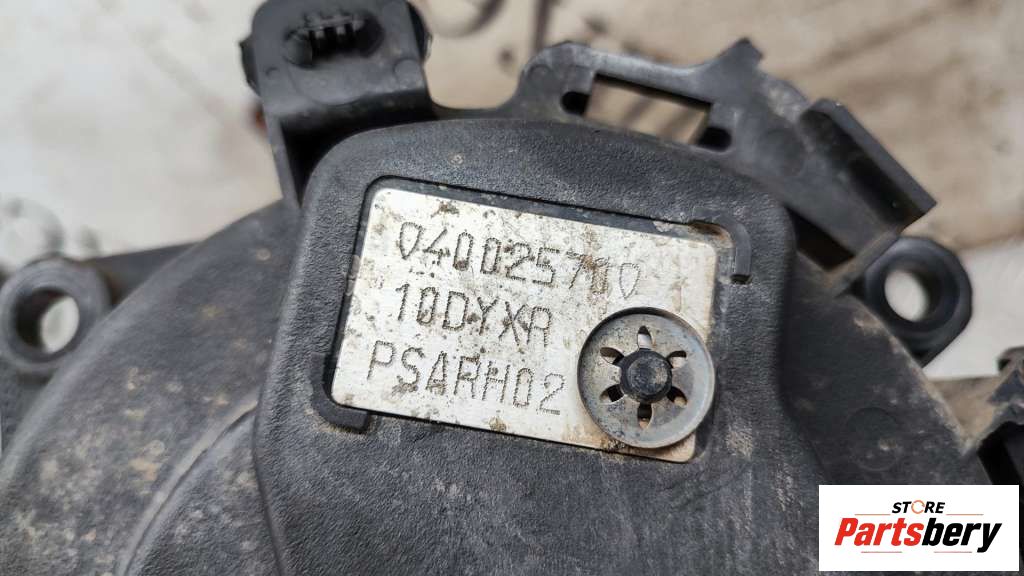 040025700
10DYXR
PSARH02
STORE
Partsbery